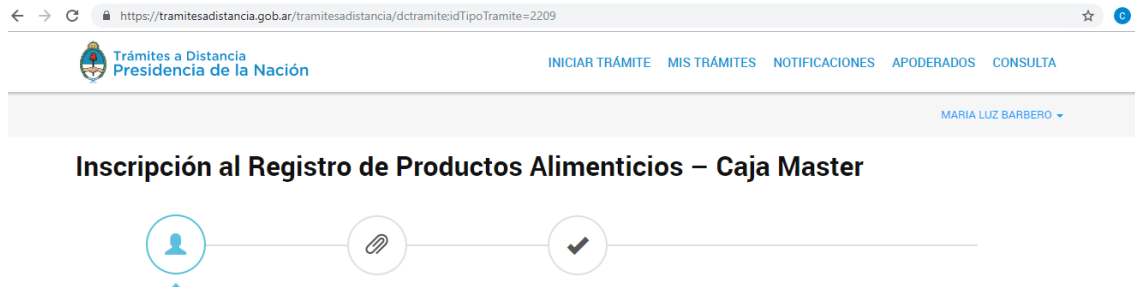 https://tramitesadistancia.gob.ar/tramitesadistancia/dctramite;idTipoTramite=2209
C
Trámites a Distancia
Presidencia de la Nación
INICIAR TRÁMITE MIS TRÁMITES NOTIFICACIONES APODERADOS CONSULTA
MARIA LUZ BARBERO
Inscripción al Registro de Productos Alimenticios – Caja Master